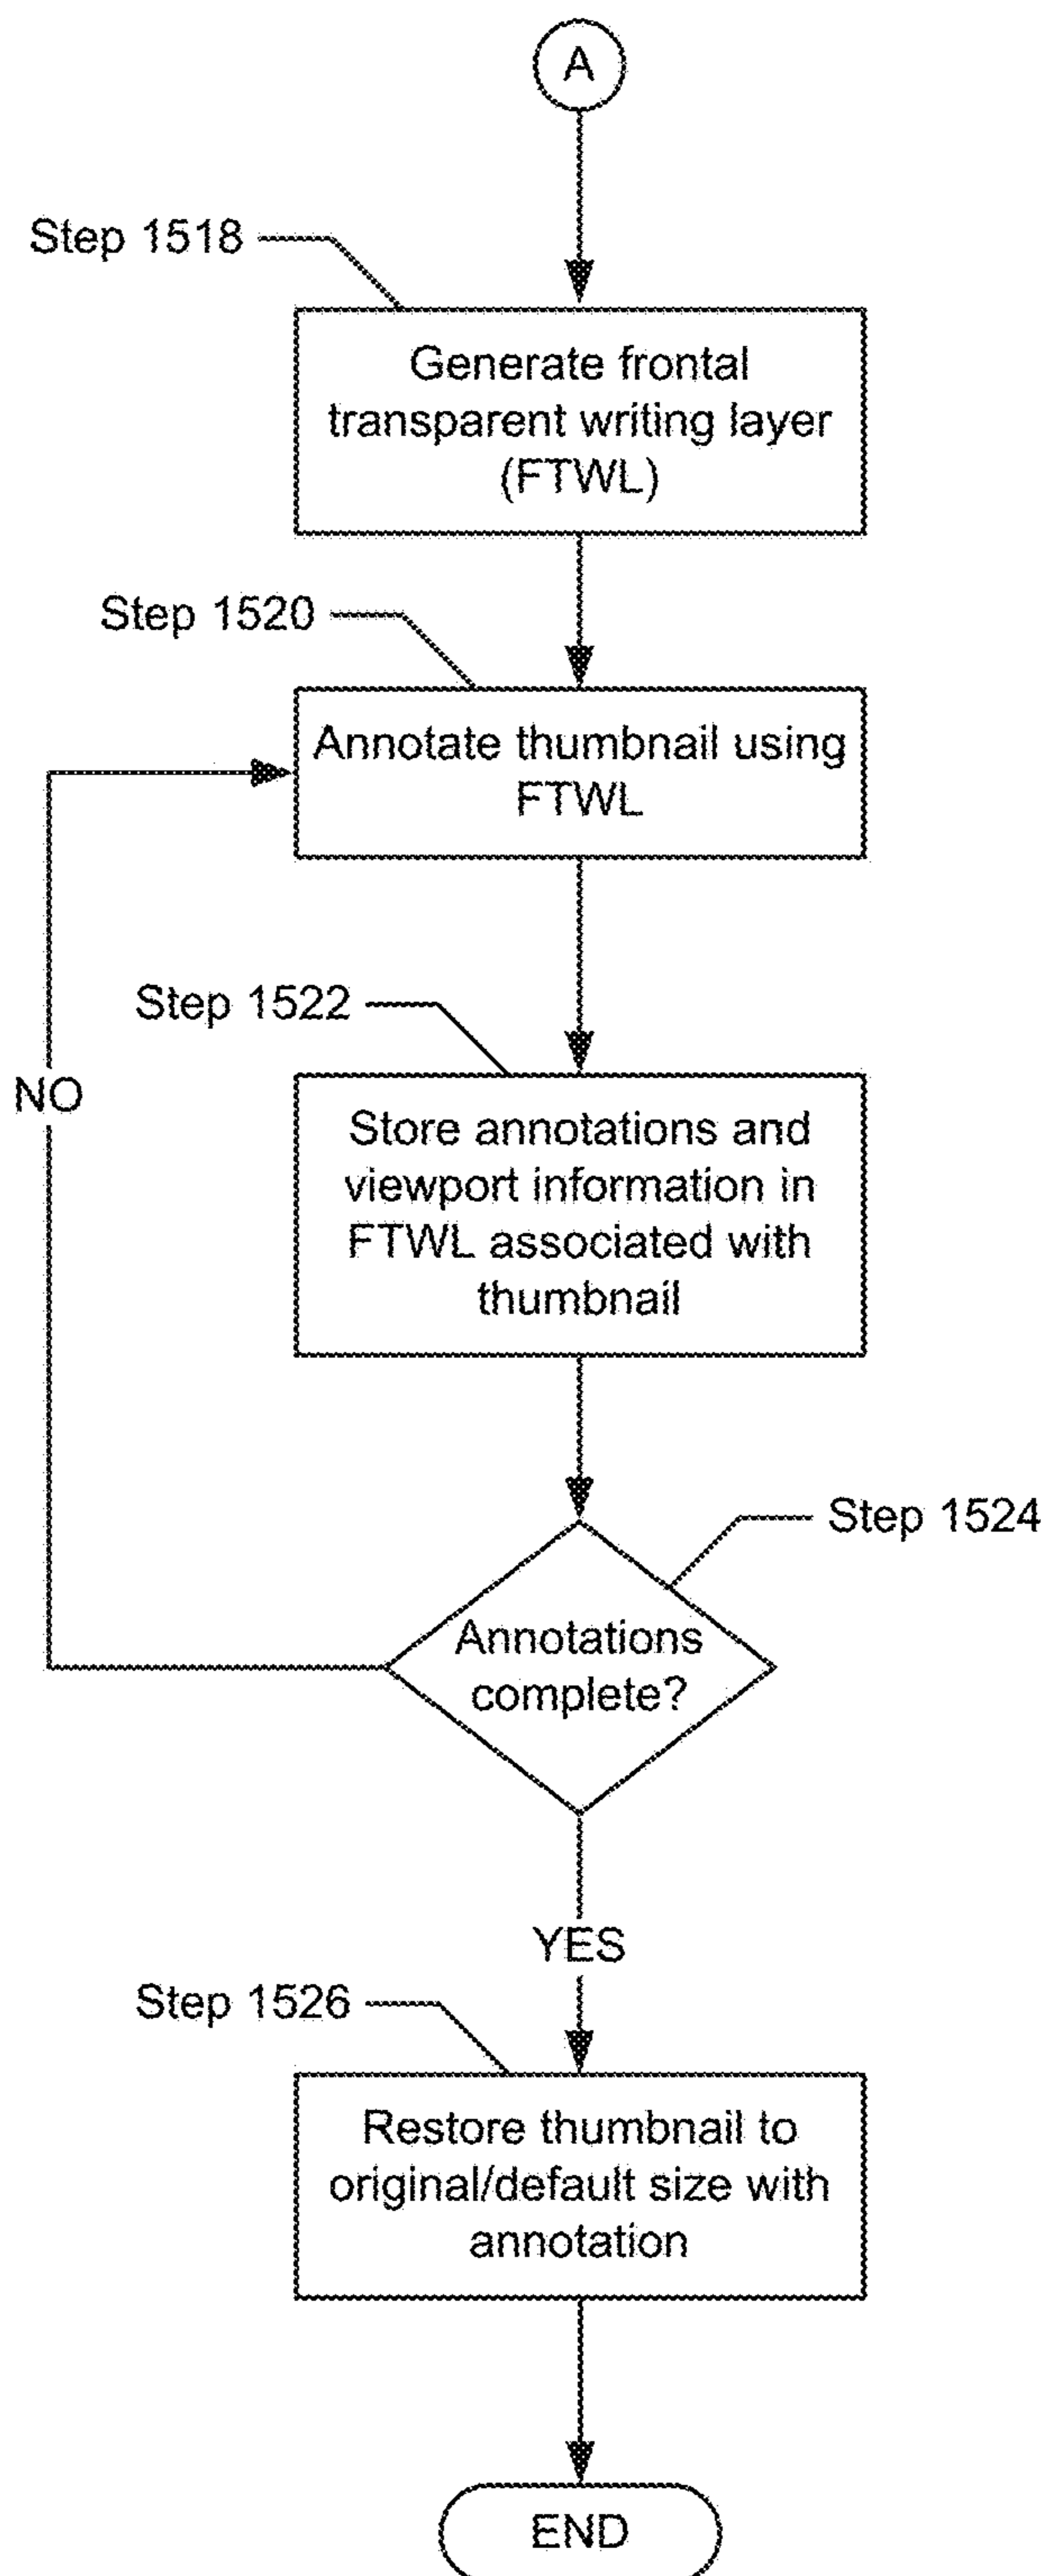 A
Step 1518
Generate frontal
transparent writing layer
(FTWL)
Step 1520
Annotate thumbnail using
FTWL
Step 1522
NO
Store annotations and
viewport information in
FTWL associated with
thumbnail
Step 1524
Annotations
complete?
YES
Step 1526
Restore thumbnail to
original/default size with
annotation
END